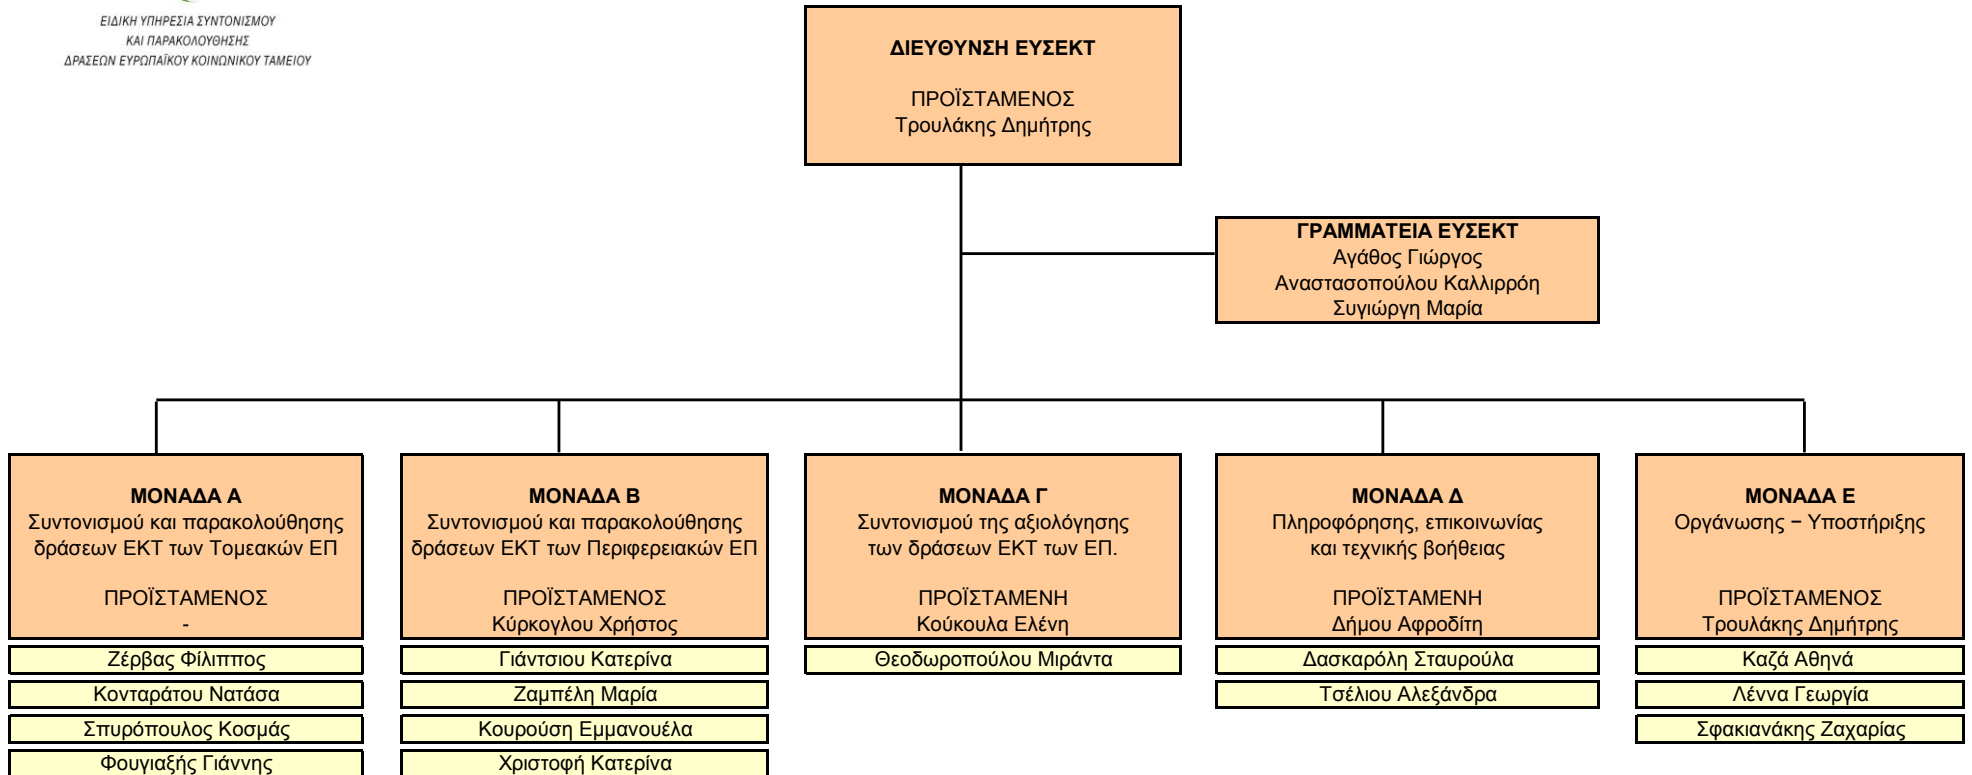 ΕΙΔΙΚΗ ΥΠΗΡΕΣΙΑ ΣΥΝΤΟΝΙΣΜΟΥ
ΚΑΙ ΠΑΡΑΚΟΛΟΥΘΗΣΗΣ
ΔΡΑΣΕΩΝ ΕΥΡΩΠΑΪΚΟΥ ΚΟΙΝΩΝΙΚΟΥ ΤΑΜΕΙΟΥ
ΔΙΕΥΘΥΝΣΗ ΕΥΣΕΚΤ
ΠΡΟΪΣΤΑΜΕΝΟΣ
Τρουλάκης Δημήτρης
ΓΡΑΜΜΑΤΕΙΑ ΕΥΣΕΚΤ
Αγάθος Γιώργος
Αναστασοπούλου Καλλιρρόη
Συγιώργη Μαρία
ΜΟΝΑΔΑ Α
Συντονισμού και παρακολούθησης
δράσεων ΕΚΤ των Τομεακών ΕΠ
ΠΡΟΪΣΤΑΜΕΝΟΣ
-
Ζέρβας Φίλιππος
Κονταράτου Νατάσα
Σπυρόπουλος Κοσμάς
Φουγιαξής Γιάννης
ΜΟΝΑΔΑ Β
Συντονισμού και παρακολούθησης
δράσεων ΕΚΤ των Περιφερειακών ΕΠ
ΠΡΟΪΣΤΑΜΕΝΟΣ
Κύρκογλου Χρήστος
Γιάντσιου Κατερίνα
Ζαμπέλη Μαρία
Κουρούση Εμμανουέλα
Χριστοφή Κατερίνα
ΜΟΝΑΔΑ Γ
Συντονισμού της αξιολόγησης
των δράσεων ΕΚΤ των ΕΠ.
ΠΡΟΪΣΤΑΜΕΝΗ
Κούκουλα Ελένη
Θεοδωροπούλου Μιράντα
ΜΟΝΑΔΑ Δ
Πληροφόρησης, επικοινωνίας
και τεχνικής βοήθειας
ΠΡΟΪΣΤΑΜΕΝΗ
Δήμου Αφροδίτη
Δασκαρόλη Σταυρούλα
Τσέλιου Αλεξάνδρα
ΜΟΝΑΔΑ Ε
Οργάνωσης – Υποστήριξης
ΠΡΟΪΣΤΑΜΕΝΟΣ
Τρουλάκης Δημήτρης
Καζά Αθηνά
Λέννα Γεωργία
Σφακιανάκης Ζαχαρίας